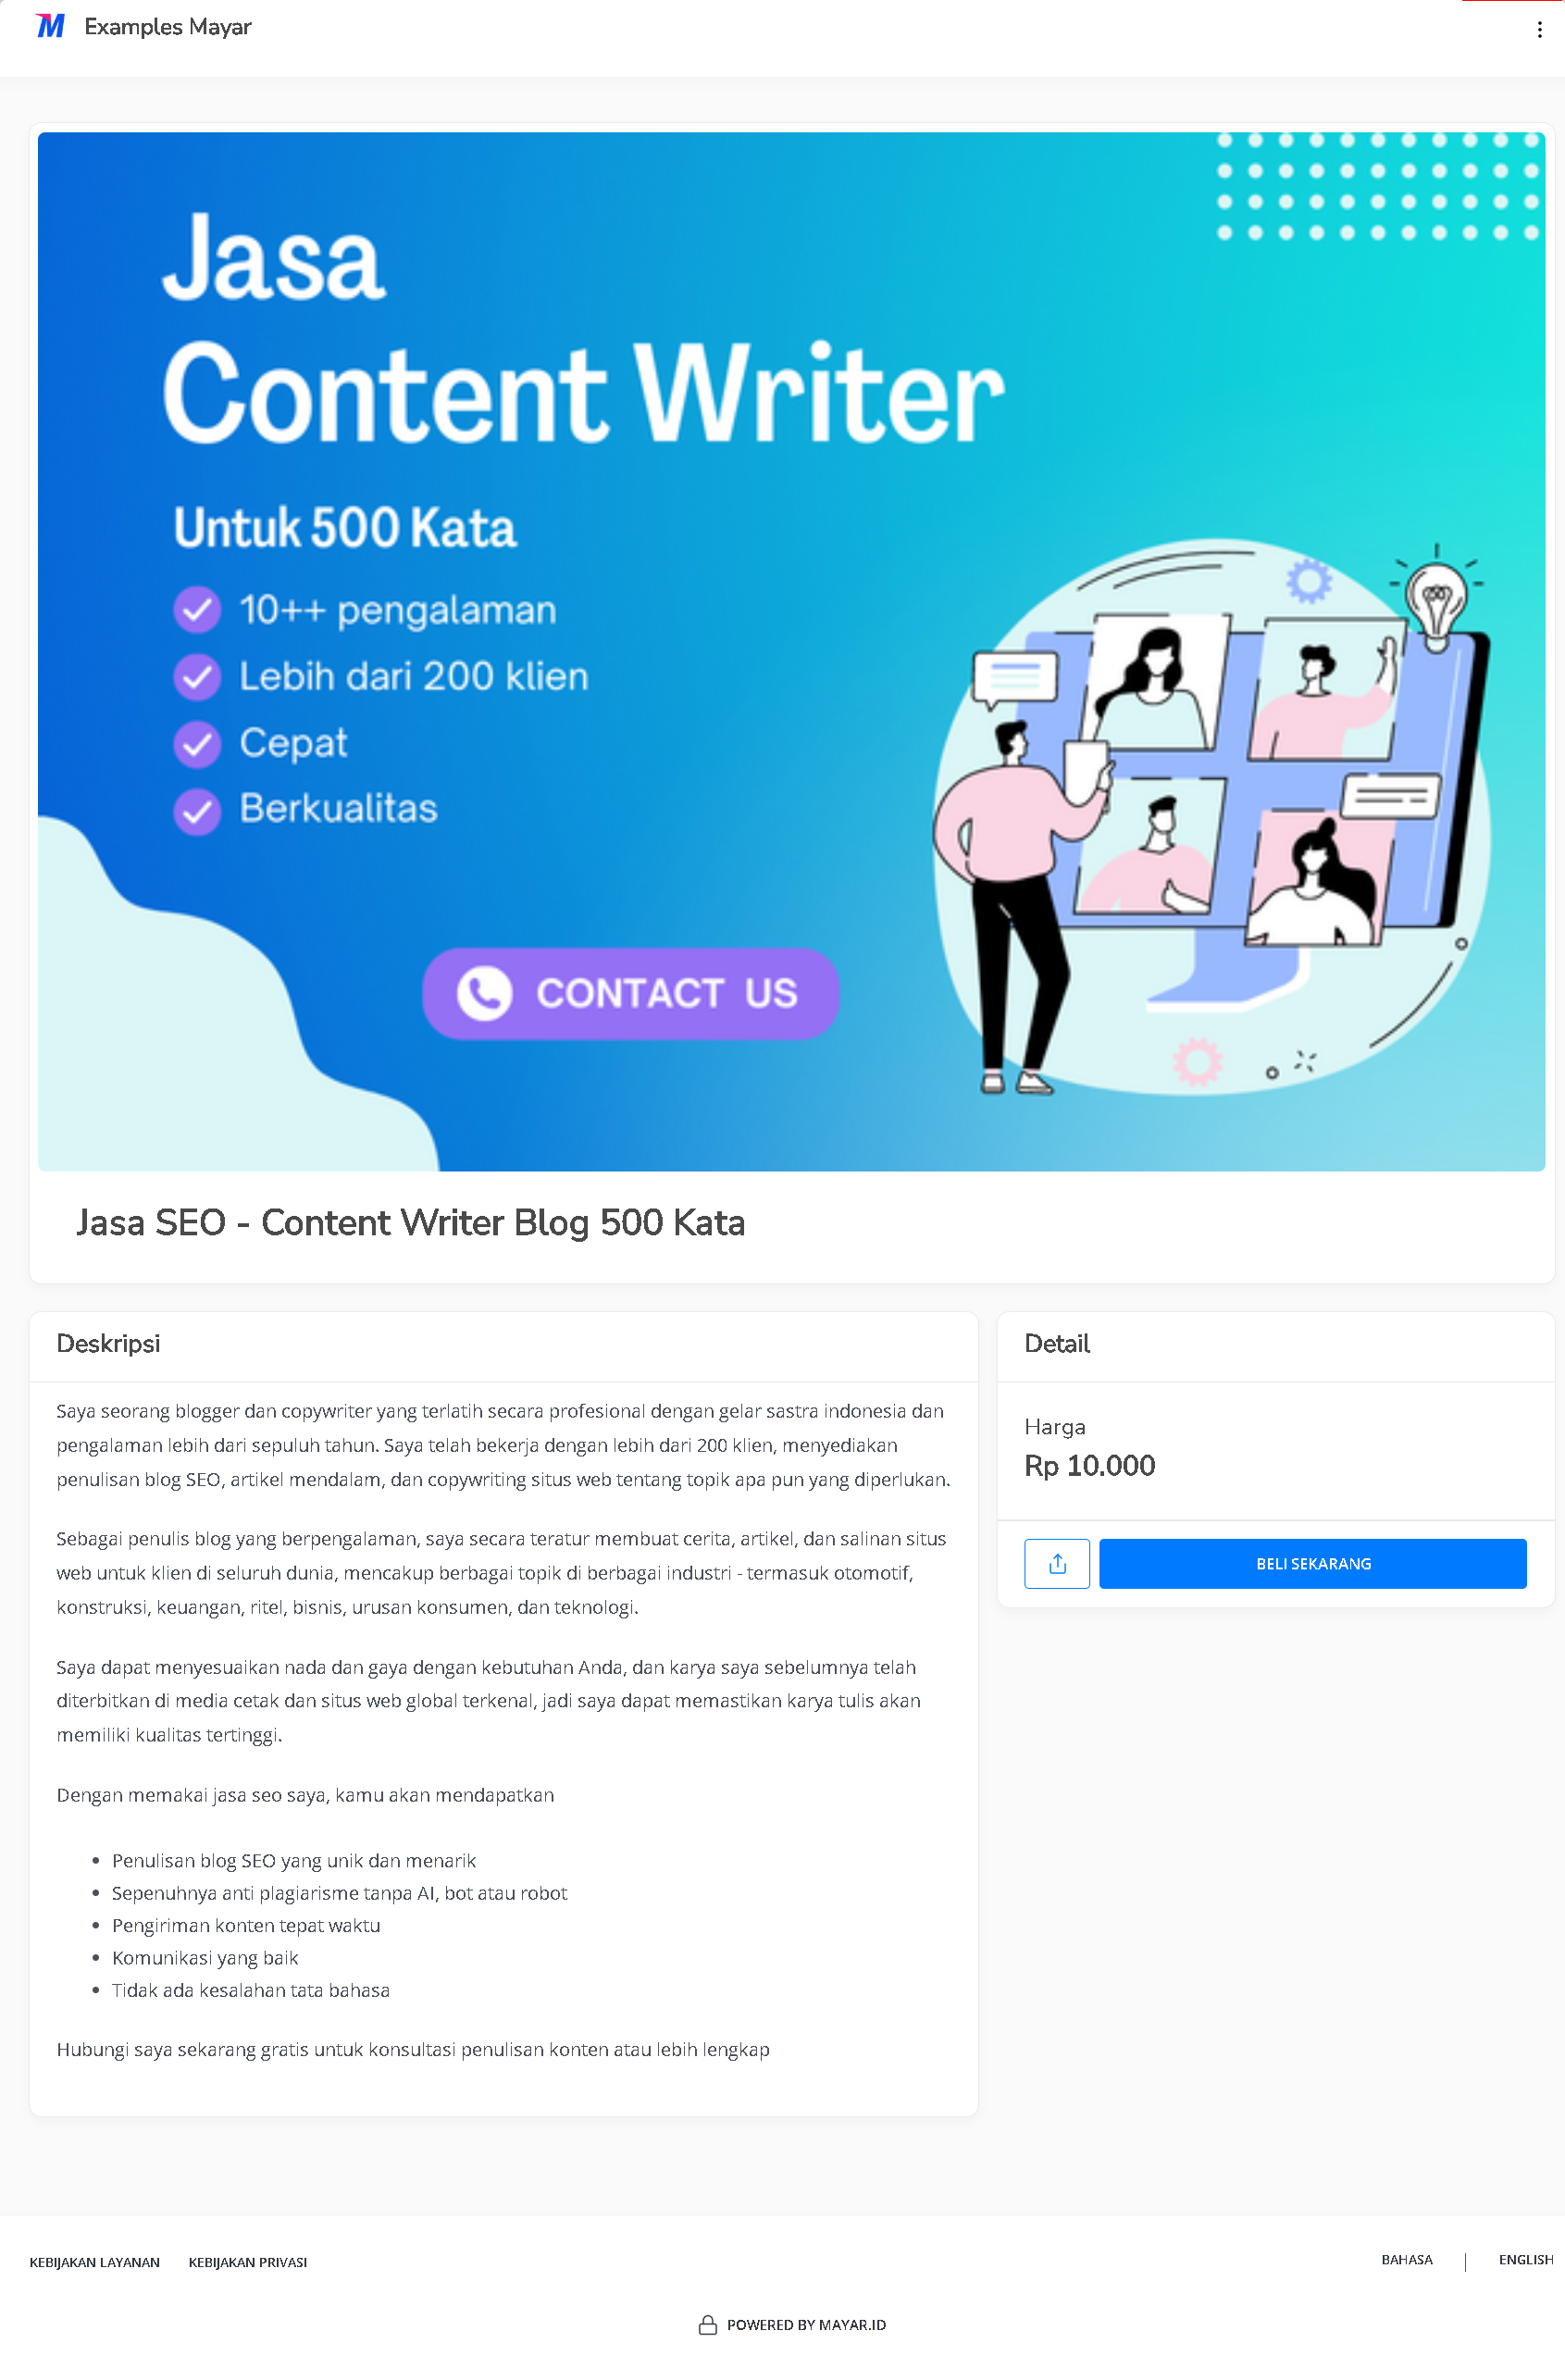 Examples Mayar
Jasa
Content Writer
Untuk 500 Kata
10++ pengalaman
Lebih dari 200 klien
Cepat
Berkualitas
CONTACT US
Jasa SEO - Content Writer Blog 500 Kata
Deskripsi
Saya seorang blogger dan copywriter yang terlatih secara profesional dengan gelar sastra indonesia dan
pengalaman lebih dari sepuluh tahun. Saya telah bekerja dengan lebih dari 200 klien, menyediakan
penulisan blog SEO, artikel mendalam, dan copywriting situs web tentang topik apa pun yang diperlukan.
Sebagai penulis blog yang berpengalaman, saya secara teratur membuat cerita, artikel, dan salinan situs
web untuk klien di seluruh dunia, mencakup berbagai topik di berbagai industri - termasuk otomotif,
konstruksi, keuangan, ritel, bisnis, urusan konsumen, dan teknologi.
Saya dapat menyesuaikan nada dan gaya dengan kebutuhan Anda, dan karya saya sebelumnya telah
diterbitkan di media cetak dan situs web global terkenal, jadi saya dapat memastikan karya tulis akan
memiliki kualitas tertinggi.
Dengan memakai jasa seo saya, kamu akan mendapatkan
• Penulisan blog SEO yang unik dan menarik
• Sepenuhnya anti plagiarisme tanpa AI, bot atau robot
• Pengiriman konten tepat waktu
• Komunikasi yang baik
• Tidak ada kesalahan tata bahasa
Hubungi saya sekarang gratis untuk konsultasi penulisan konten atau lebih lengkap
Detail
Harga
Rp 10.000
BELI SEKARANG
KEBIJAKAN LAYANAN KEBIJAKAN PRIVASI
BAHASA | ENGLISH
POWERED BY MAYAR.ID